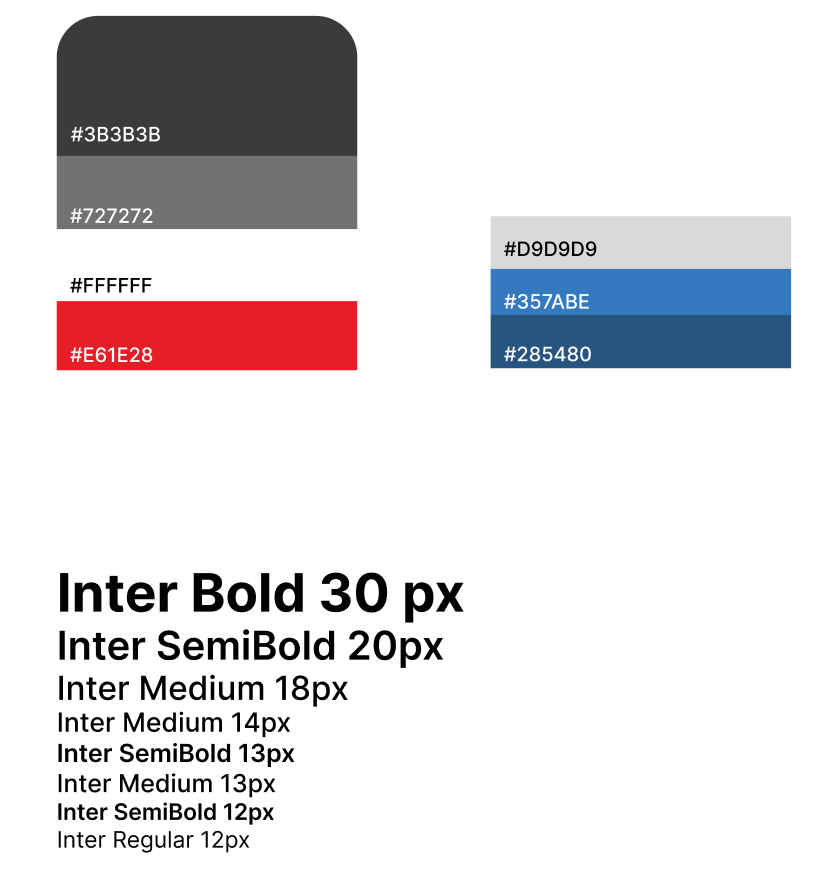 #3B3B3B
#727272
#FFFFFF
#E61E28
#D9D9D9
#357ABE
#285480
Inter Bold 30 px
Inter SemiBold 20px
Inter Medium 18px
Inter Medium 14px
Inter SemiBold 13px
Inter Medium 13px
Inter SemiBold 12px
Inter Regular 12px